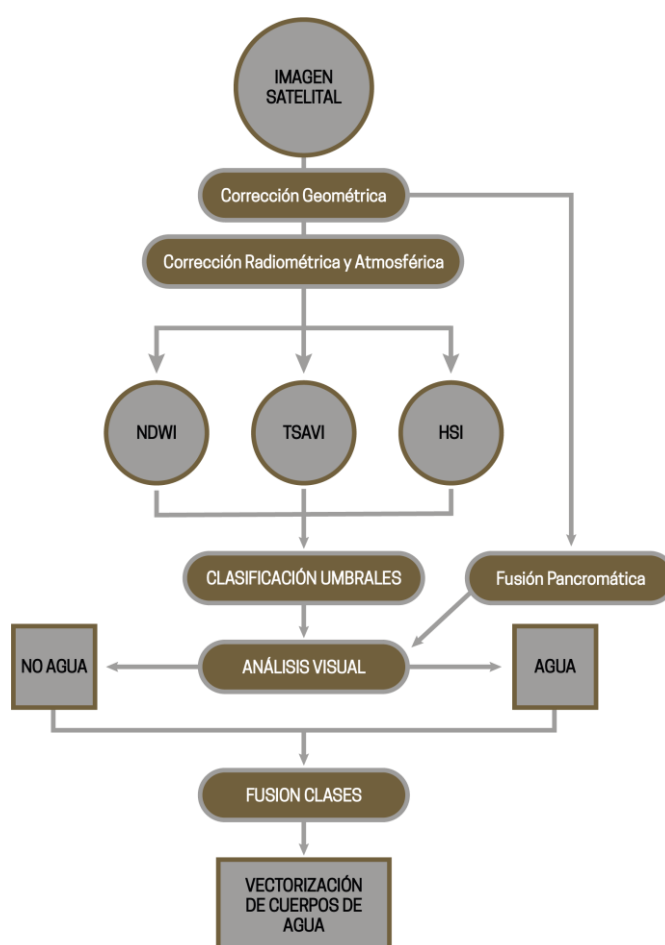 IMAGEN
SATELITAL
Corrección Geométrica
Corrección Radiométrica y Atmosférica
NDWI
TSAVI
HSI
CLASIFICACIÓN UMBRALES
Fusión Pancromática
NO AGUA
ANÁLISIS VISUAL
AGUA
FUSION CLASES
VECTORIZACIÓN
DE CUERPOS DE
AGUA